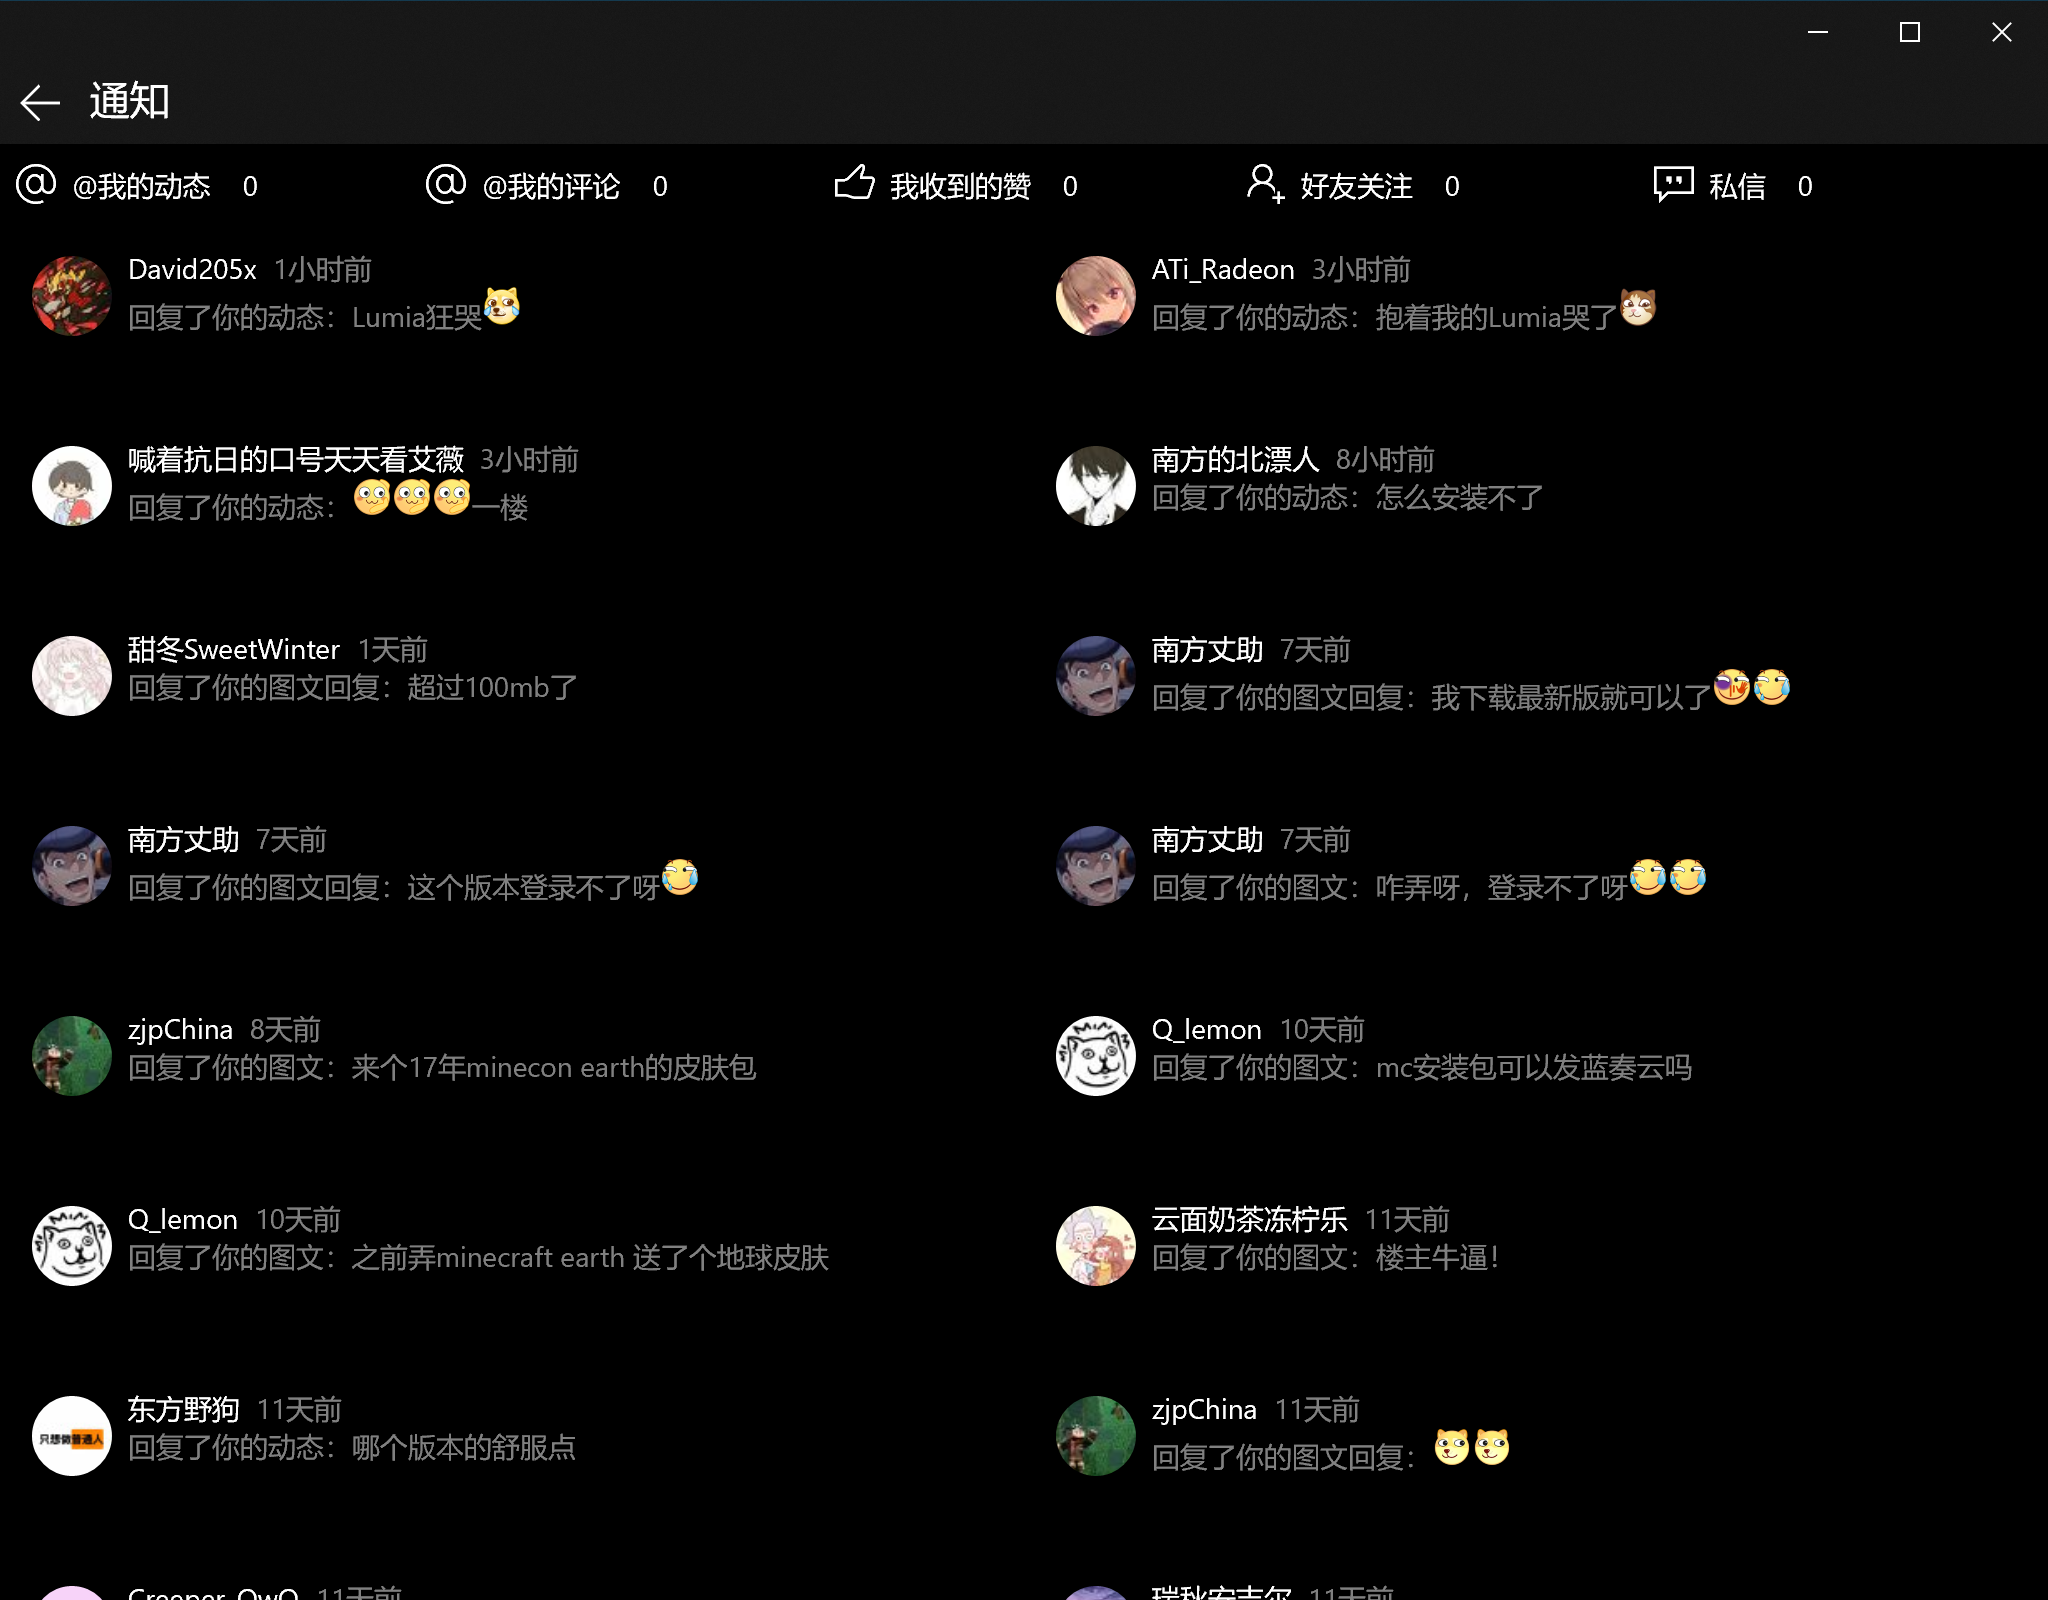 通知
@我的动态 0
@我的评论 0
我收到的赞 0
好友关注 0
私信 0
David205x 1小时前
回复了你的动态：Lumia狂哭
ATi_Radeon 3小时前
回复了你的动态：抱着我的Lumia哭了
喊着抗日的口号天天看艾薇 3小时前
回复了你的动态：一楼
南方的北漂人 8小时前
回复了你的动态：怎么安装不了
甜冬SweetWinter 1天前
回复了你的图文回复：超过100mb了
南方丈助 7天前
回复了你的图文回复：我下载最新版就可以了
南方丈助 7天前
回复了你的图文回复：这个版本登录不了呀
南方丈助 7天前
回复了你的图文：咋弄呀，登录不了呀
zjpChina 8天前
回复了你的图文：来个17年minecon earth的皮肤包
Q_lemon 10天前
回复了你的图文：mc安装包可以发蓝奏云吗
Q_lemon 10天前
回复了你的图文：之前弄minecraft earth 送了个地球皮肤
云面奶茶冻柠乐 11天前
回复了你的图文：楼主牛逼！
只想做普通人
东方野狗 11天前
回复了你的动态：哪个版本的舒服点
zjpChina 11天前
回复了你的图文回复：
Creeper_OwO 11天前
瑞秋安吉尔 11天前